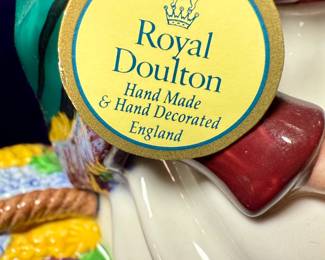 Royal
Doulton
Hand Made
& Hand Decorated
England